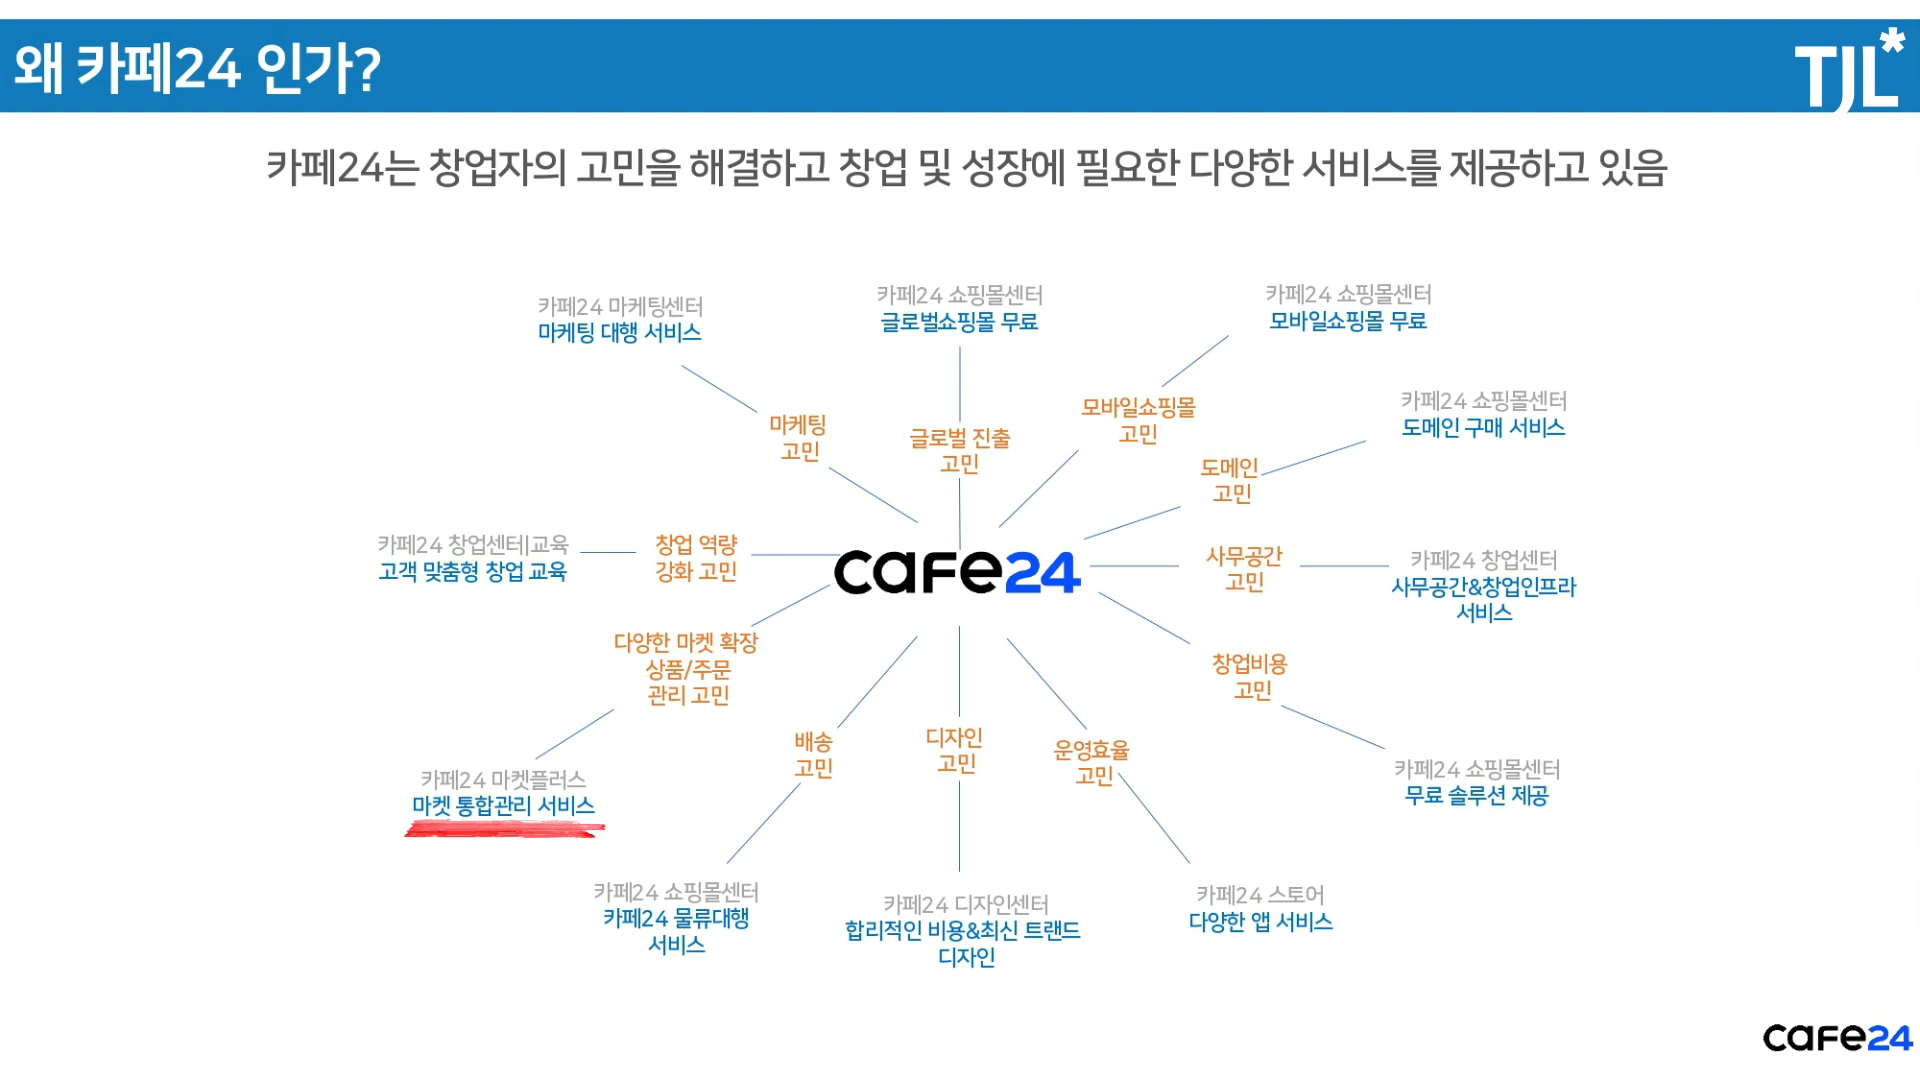 왜 카페24 인가?
TJL*
카페24는 창업자의 고민을 해결하고 창업 및 성장에 필요한 다양한 서비스를 제공하고 있음
카페24 마케팅센터
마케팅 대행 서비스
카페24 쇼핑몰센터
글로벌쇼핑몰 무료
카페24 쇼핑몰센터
모바일쇼핑몰 무료
마케팅
고민
글로벌 진출
고민
모바일쇼핑몰
고민
카페24 쇼핑몰센터
도메인 구매 서비스
도메인
고민
카페24 창업센터|교육
고객 맞춤형 창업 교육
창업 역량
강화 고민
cafe24
사무공간
고민
카페24 창업센터
사무공간&창업인프라
서비스
다양한 마켓 확장
상품/주문
관리 고민
창업비용
고민
카페24 마켓플러스
마켓 통합관리 서비스
배송
고민
디자인
고민
운영효율
고민
카페24 쇼핑몰센터
무료 솔루션 제공
카페24 쇼핑몰센터
카페24 물류대행
서비스
카페24 디자인센터
합리적인 비용&최신 트랜드
디자인
카페24 스토어
다양한 앱 서비스
cafe24